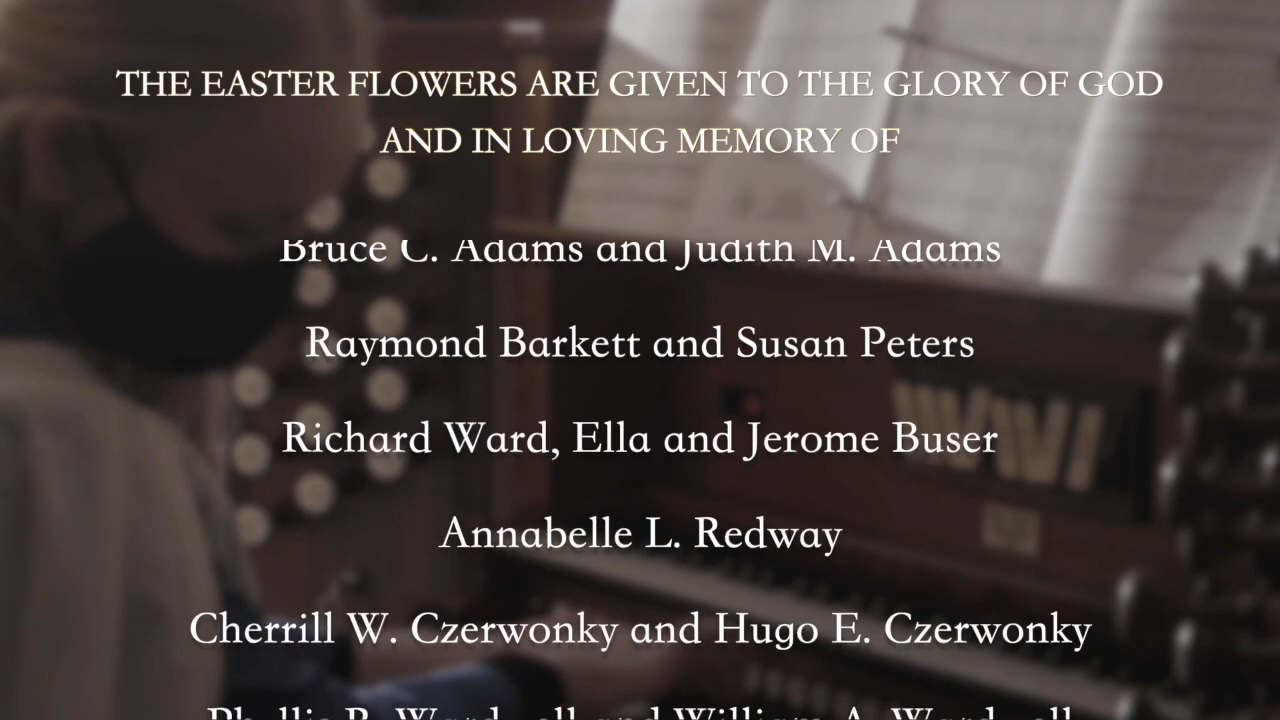 THE EASTER FLOWERS ARE GIVEN TO THE GLORY OF GOD
AND IN LOVING MEMORY OF
Bruce C. Adams and Judith M. Adams
Raymond Barkett and Susan Peters
Richard Ward, Ella and Jerome Buser
Annabelle L. Redway
Cherrill W. Czerwonky and Hugo E. Czerwonky
and William A.